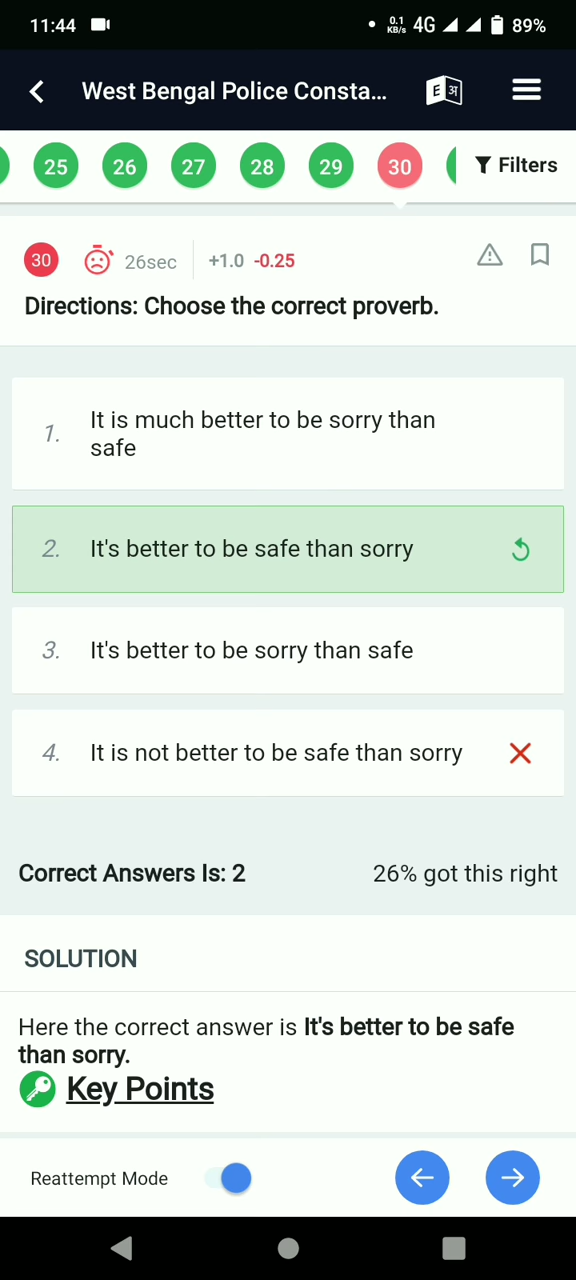 11:44
0.1 KB/s 4G 89%
West Bengal Police Consta...
E अ
25 26 27 28 29 30 Filters
30 26sec +1.0 -0.25
Directions: Choose the correct proverb.
1. It is much better to be sorry than
safe
2. It's better to be safe than sorry
3. It's better to be sorry than safe
4. It is not better to be safe than sorry
Correct Answers Is: 2 26% got this right
SOLUTION
Here the correct answer is It's better to be safe
than sorry.
Key Points
Reattempt Mode